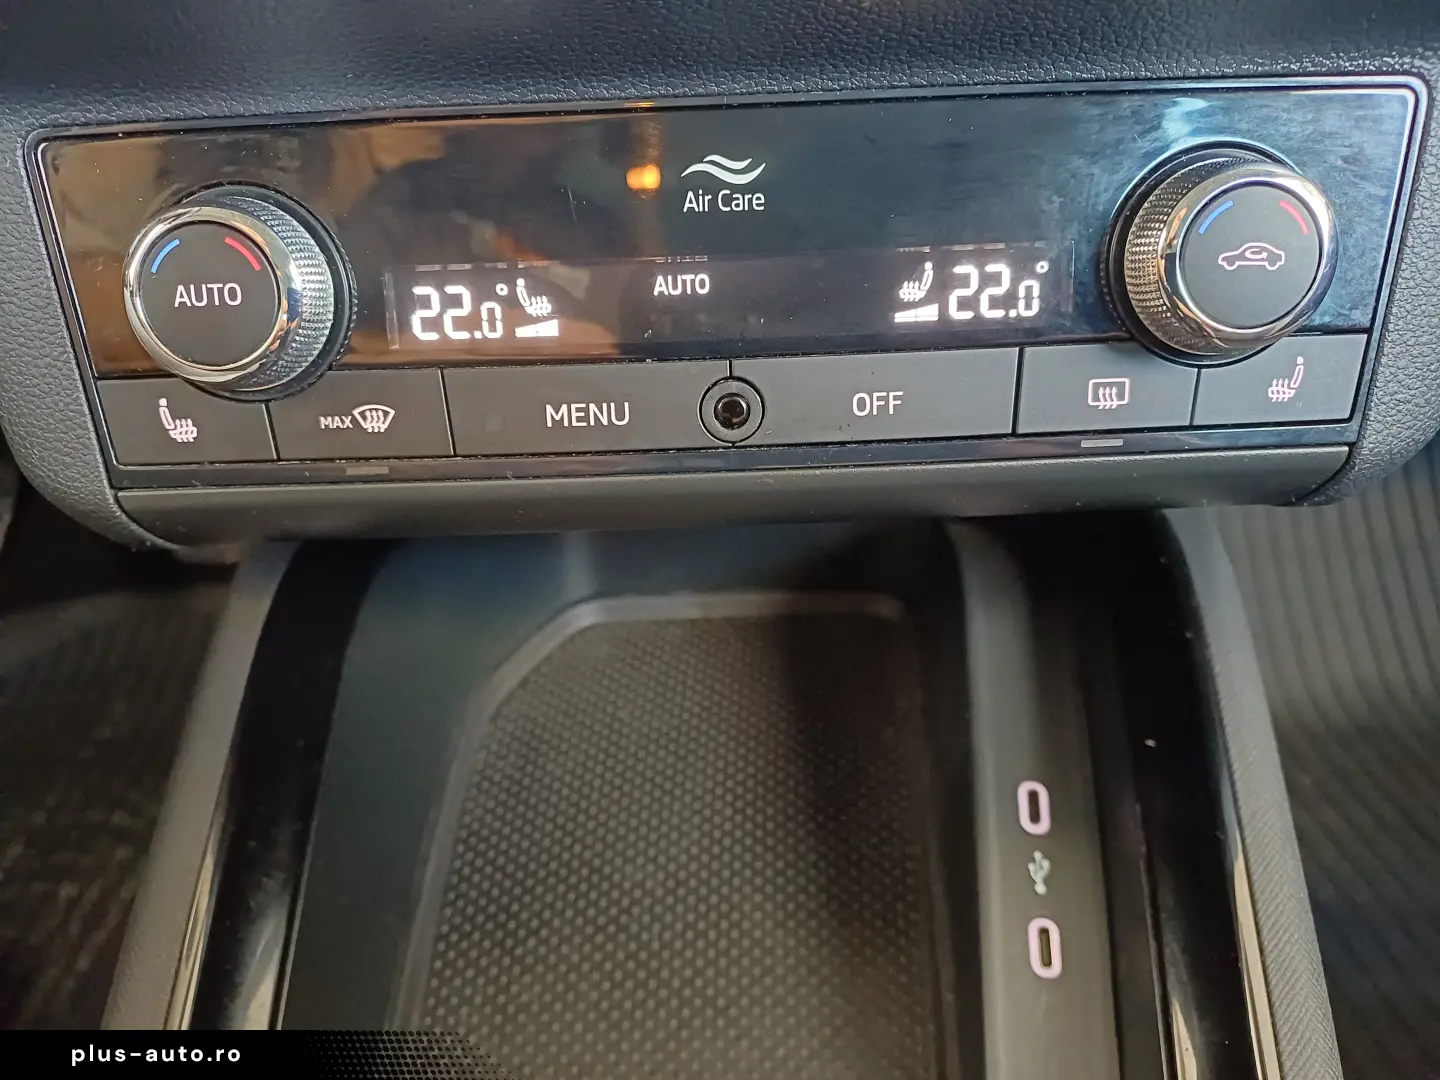 Air Care
AUTO
22.0°
AUTO
22.0°
MAX
MENU
OFF
plus-auto.ro